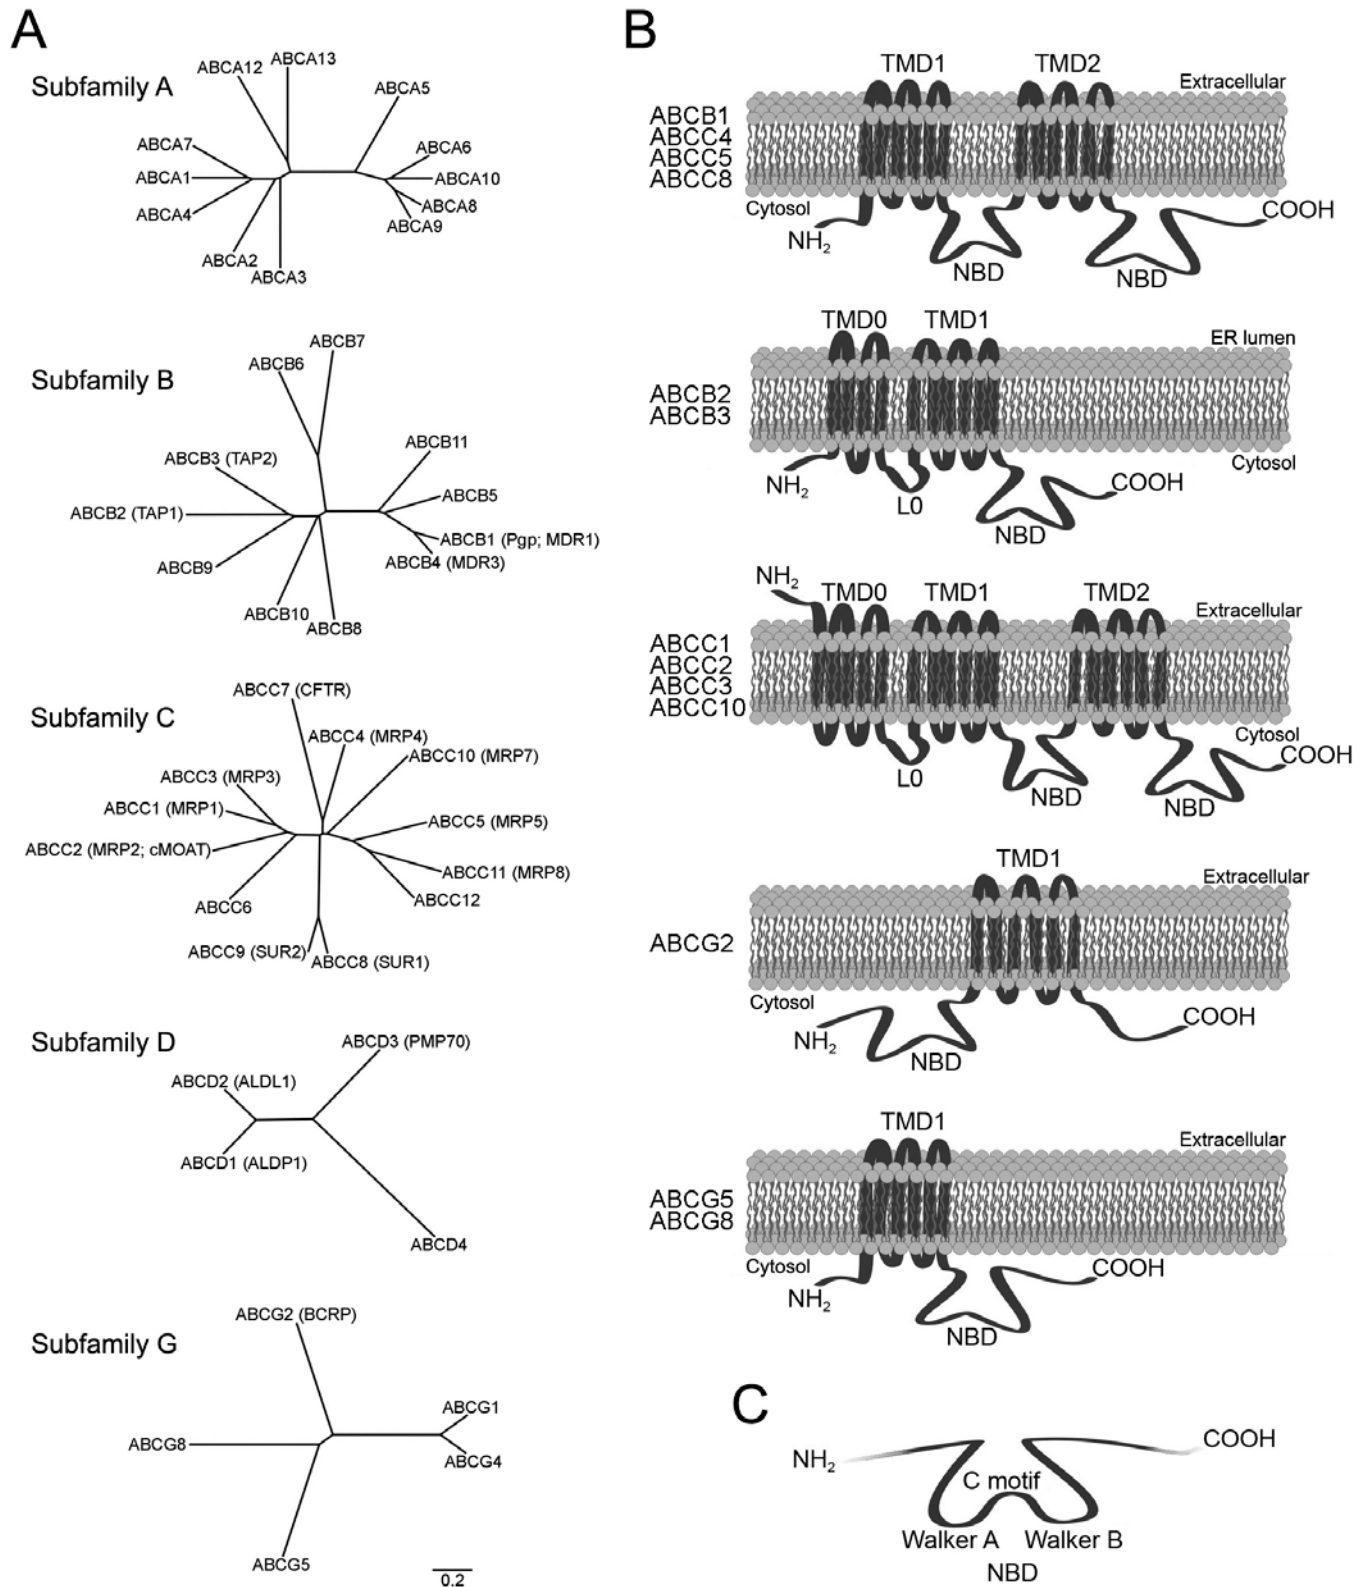 A
Subfamily A
ABCA12
ABCA13
ABCA5
ABCA7
ABCA6
ABCA1
ABCA10
ABCA4
ABCA8
ABCA9
ABCA2
ABCA3
Subfamily B
ABCB7
ABCB6
ABCB11
ABCB3 (TAP2)
ABCB5
ABCB2 (TAP1)
ABCB1 (Pgp; MDR1)
ABCB4 (MDR3)
ABCB9
ABCB10
ABCB8
Subfamily C
ABCC7 (CFTR)
ABCC4 (MRP4)
ABCC10 (MRP7)
ABCC3 (MRP3)
ABCC1 (MRP1)
ABCC5 (MRP5)
ABCC2 (MRP2; cMOAT)
ABCC11 (MRP8)
ABCC12
ABCC6
ABCC9 (SUR2)
ABCC8 (SUR1)
Subfamily D
ABCD3 (PMP70)
ABCD2 (ALDL1)
ABCD1 (ALDP1)
ABCD4
Subfamily G
ABCG2 (BCRP)
ABCG1
ABCG8
ABCG4
ABCG5
0.2
B
TMD1
TMD2
Extracellular
ABCB1
ABCC4
ABCC5
ABCC8
Cytosol
NH2
COOH
NBD
NBD
TMD0
TMD1
ER lumen
ABCB2
ABCB3
Cytosol
NH2
L0
COOH
NBD
NH2
TMD0
TMD1
TMD2
Extracellular
ABCC1
ABCC2
ABCC3
ABCC10
Cytosol
COOH
L0
NBD
NBD
TMD1
Extracellular
ABCG2
Cytosol
NH2
COOH
NBD
TMD1
Extracellular
ABCG5
ABCG8
Cytosol
NH2
COOH
NBD
C
NH2
COOH
C motif
Walker A
Walker B
NBD